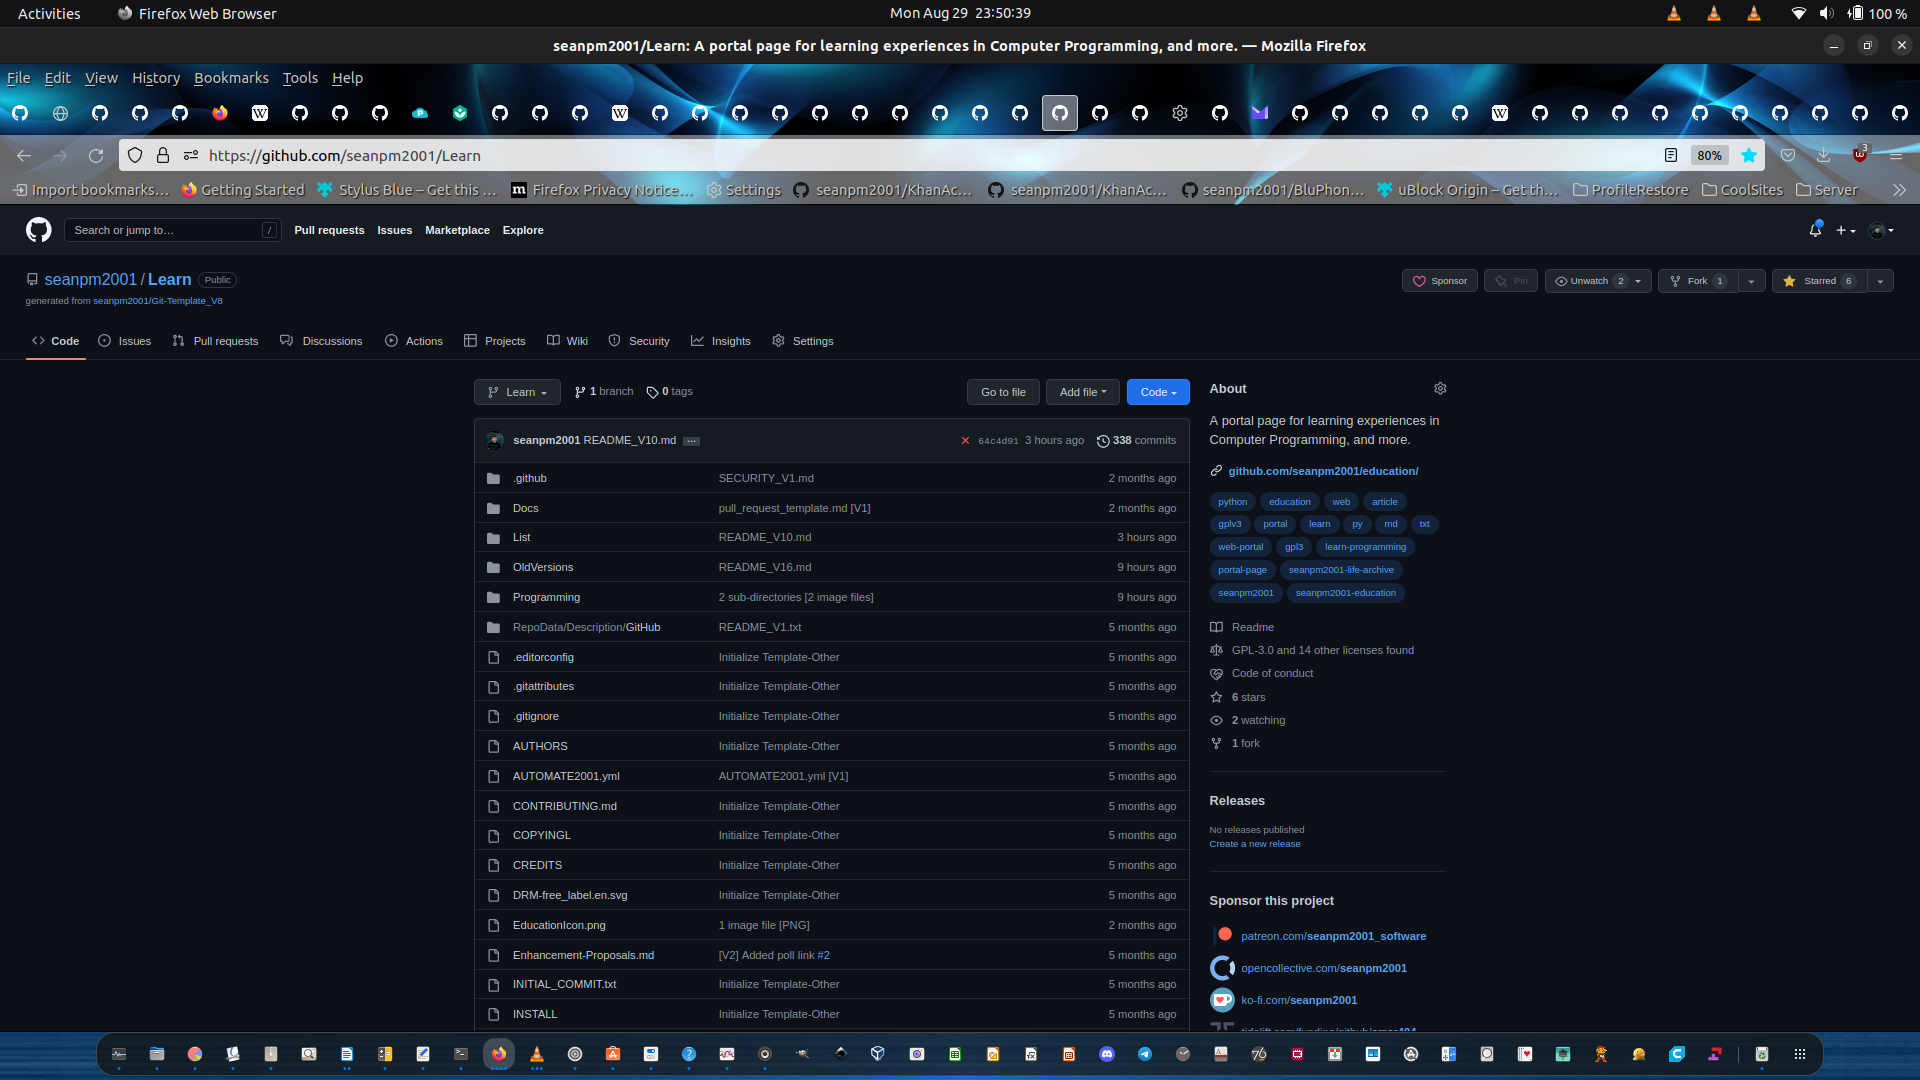 Activities Firefox Web Browser Mon Aug 29 23:50:39 100 %
seanpm2001/Learn: A portal page for learning experiences in Computer Programming, and more. — Mozilla Firefox
File Edit View History Bookmarks Tools Help
https://github.com/seanpm2001/Learn 80% 3
Import bookmarks… Getting Started Stylus Blue – Get this … Firefox Privacy Notice… Settings seanpm2001/KhanAc… seanpm2001/KhanAc… seanpm2001/BluPhon… uBlock Origin – Get th… ProfileRestore CoolSites Server
Search or jump to… / Pull requests Issues Marketplace Explore
seanpm2001 / Learn Public Sponsor Pin Unwatch 2 Fork 1 Starred 6
generated from seanpm2001/Git-Template_V8
Code Issues Pull requests Discussions Actions Projects Wiki Security Insights Settings
Learn 1 branch 0 tags Go to file Add file Code
seanpm2001 README_V10.md … 64c4d91 3 hours ago 338 commits
.github SECURITY_V1.md 2 months ago
Docs pull_request_template.md [V1] 2 months ago
List README_V10.md 3 hours ago
OldVersions README_V16.md 9 hours ago
Programming 2 sub-directories [2 image files] 9 hours ago
RepoData/Description/GitHub README_V1.txt 5 months ago
.editorconfig Initialize Template-Other 5 months ago
.gitattributes Initialize Template-Other 5 months ago
.gitignore Initialize Template-Other 5 months ago
AUTHORS Initialize Template-Other 5 months ago
AUTOMATE2001.yml AUTOMATE2001.yml [V1] 5 months ago
CONTRIBUTING.md Initialize Template-Other 5 months ago
COPYINGL Initialize Template-Other 5 months ago
CREDITS Initialize Template-Other 5 months ago
DRM-free_label.en.svg Initialize Template-Other 5 months ago
EducationIcon.png 1 image file [PNG] 2 months ago
Enhancement-Proposals.md [V2] Added poll link #2 5 months ago
INITIAL_COMMIT.txt Initialize Template-Other 5 months ago
INSTALL Initialize Template-Other 5 months ago
About
A portal page for learning experiences in
Computer Programming, and more.
github.com/seanpm2001/education/
python education web article
gplv3 portal learn py md txt
web-portal gpl3 learn-programming
portal-page seanpm2001-life-archive
seanpm2001 seanpm2001-education
Readme
GPL-3.0 and 14 other licenses found
Code of conduct
6 stars
2 watching
1 fork
Releases
No releases published
Create a new release
Sponsor this project
patreon.com/seanpm2001_software
opencollective.com/seanpm2001
ko-fi.com/seanpm2001